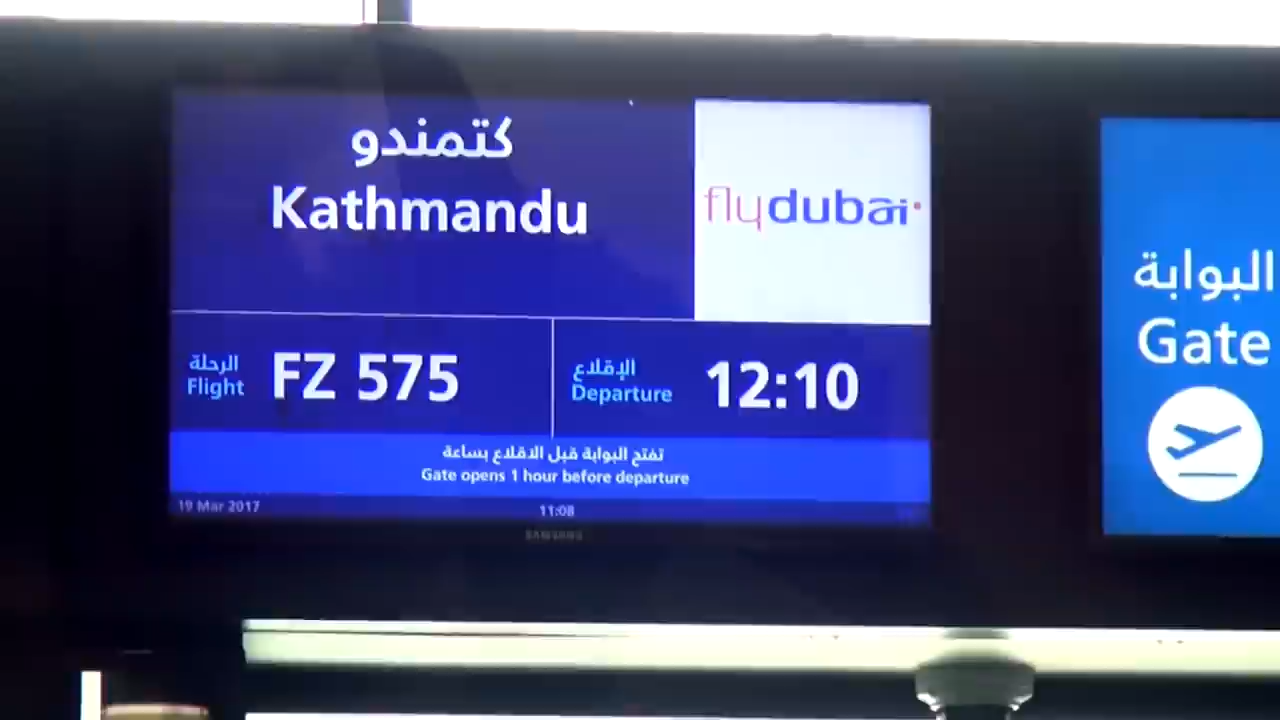 كتمندو
Kathmandu
flydubai
الرحلة
Flight
FZ 575
الإقلاع
Departure
12:10
تفتح البوابة قبل الاقلاع بساعة
Gate opens 1 hour before departure
19 Mar 2017
11:08
SAMSUNG
البوابة
Gate